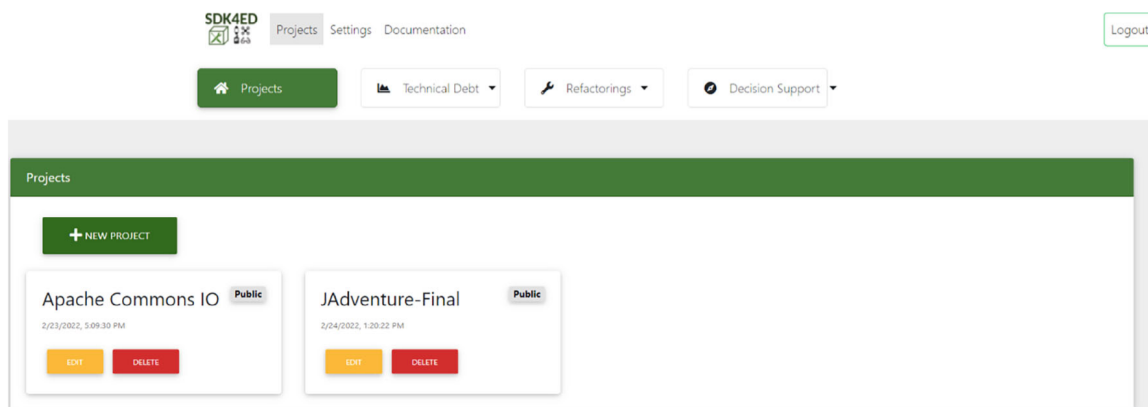 SDK4ED
Projects Settings Documentation
Logout
Projects
Technical Debt
Refactorings
Decision Support
Projects
NEW PROJECT
Apache Commons IO Public
2/23/2022, 5:09:30 PM
EDIT DELETE
JAdventure-Final Public
2/24/2022, 1:20:22 PM
EDIT DELETE